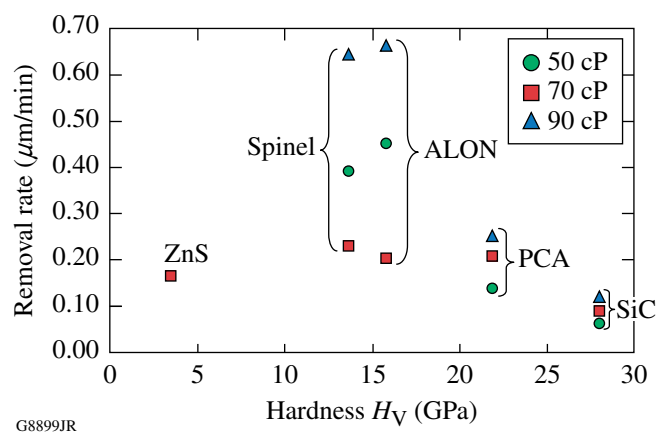 0.70
0.60
0.50
0.40
0.30
0.20
0.10
0.00
Removal rate (μm/min)
50 cP
70 cP
90 cP
Spinel
ALON
ZnS
PCA
SiC
0 5 10 15 20 25 30
Hardness HV (GPa)
G8899JR